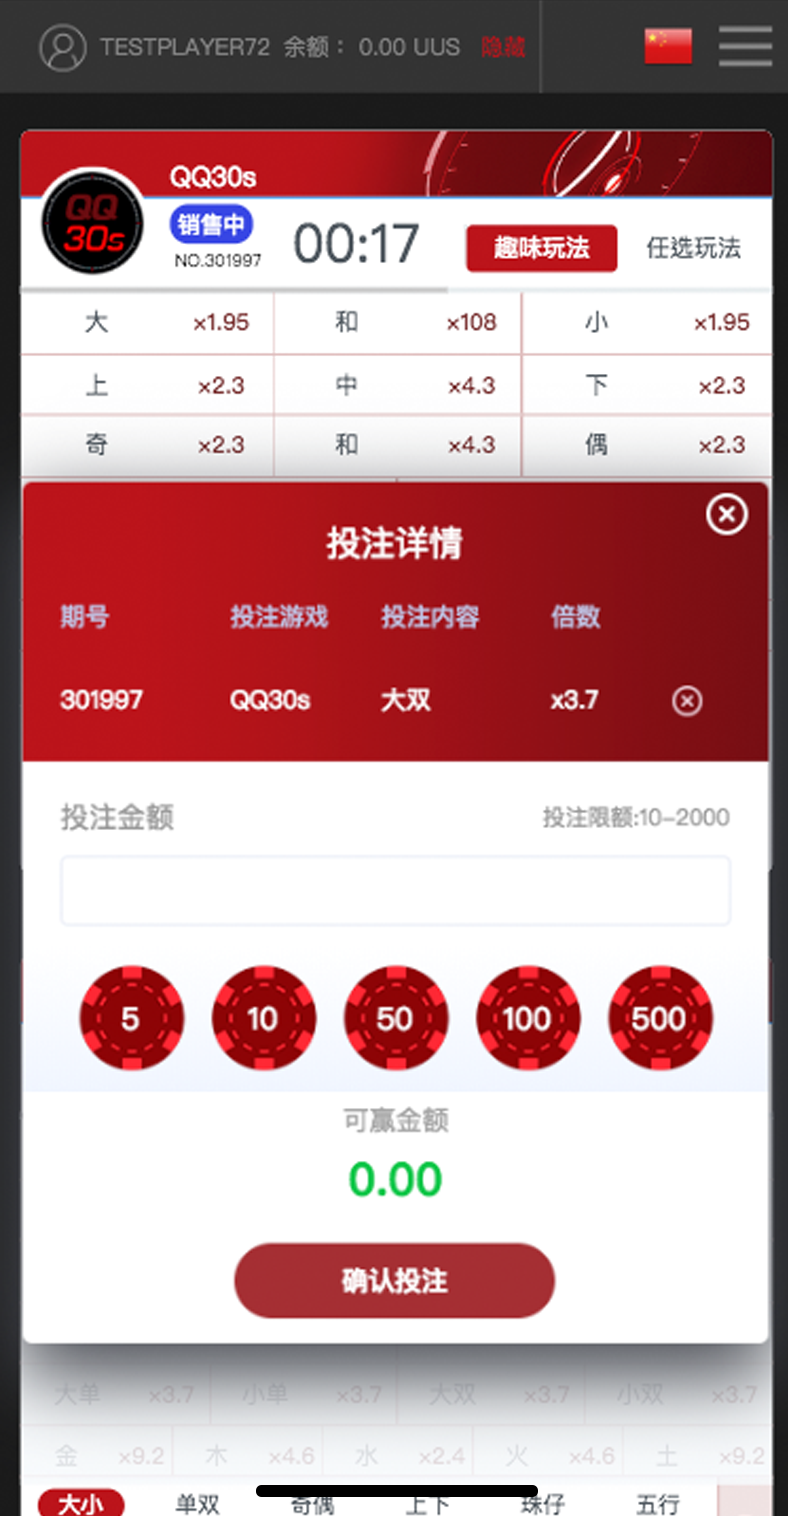 TESTPLAYER72 余额： 0.00 UUS 隐藏
QQ30s
QQ
30s
销售中
NO.301997
00:17
趣味玩法
任选玩法
大 ×1.95 和 ×108 小 ×1.95
上 ×2.3 中 ×4.3 下 ×2.3
奇 ×2.3 和 ×4.3 偶 ×2.3
投注详情
期号 投注游戏 投注内容 倍数
301997 QQ30s 大双 x3.7
投注金额 投注限额:10-2000
5 10 50 100 500
可赢金额
0.00
确认投注
大单 ×3.7 小单 ×3.7 大双 ×3.7 小双 ×3.7
金 ×9.2 木 ×4.6 水 ×2.4 火 ×4.6 土 ×9.2
大小 单双 奇偶 上下 珠仔 五行